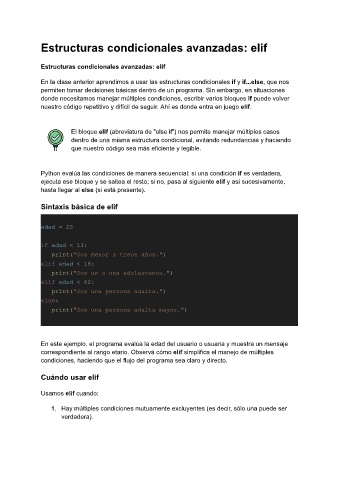 Estructuras condicionales avanzadas: elif
Estructuras condicionales avanzadas: elif
En la clase anterior aprendimos a usar las estructuras condicionales if y if...else, que nos
permiten tomar decisiones básicas dentro de un programa. Sin embargo, en situaciones
donde necesitamos manejar múltiples condiciones, escribir varios bloques if puede volver
nuestro código repetitivo y difícil de seguir. Ahí es donde entra en juego elif.
El bloque elif (abreviatura de "else if") nos permite manejar múltiples casos
dentro de una misma estructura condicional, evitando redundancias y haciendo
que nuestro código sea más eficiente y legible.
Python evalúa las condiciones de manera secuencial: si una condición if es verdadera,
ejecuta ese bloque y se saltea el resto; si no, pasa al siguiente elif y así sucesivamente,
hasta llegar al else (si está presente).
Sintaxis básica de elif
edad = 25
if edad < 13:
print("Sos menor a trece años.")
elif edad < 18:
print("Sos un o una adolescente.")
elif edad < 60:
print("Sos una persona adulta.")
else:
print("Sos una persona adulta mayor.")
En este ejemplo, el programa evalúa la edad del usuario o usuaria y muestra un mensaje
correspondiente al rango etario. Observá cómo elif simplifica el manejo de múltiples
condiciones, haciendo que el flujo del programa sea claro y directo.
Cuándo usar elif
Usamos elif cuando:
1. Hay múltiples condiciones mutuamente excluyentes (es decir, sólo una puede ser
verdadera).